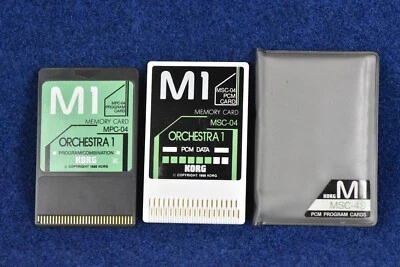 M1
MPC-04
PROGRAM
CARD
MEMORY CARD
MPC-04
ORCHESTRA 1
PROGRAM/COMBINATION
KORG
© COPYRIGHT 1988 KORG
M1
MSC-04
PCM
CARD
MEMORY CARD
MSC-04
ORCHESTRA 1
PCM DATA
KORG
© COPYRIGHT 1988 KORG
KORG M1
MSC-4S
PCM PROGRAM CARDS